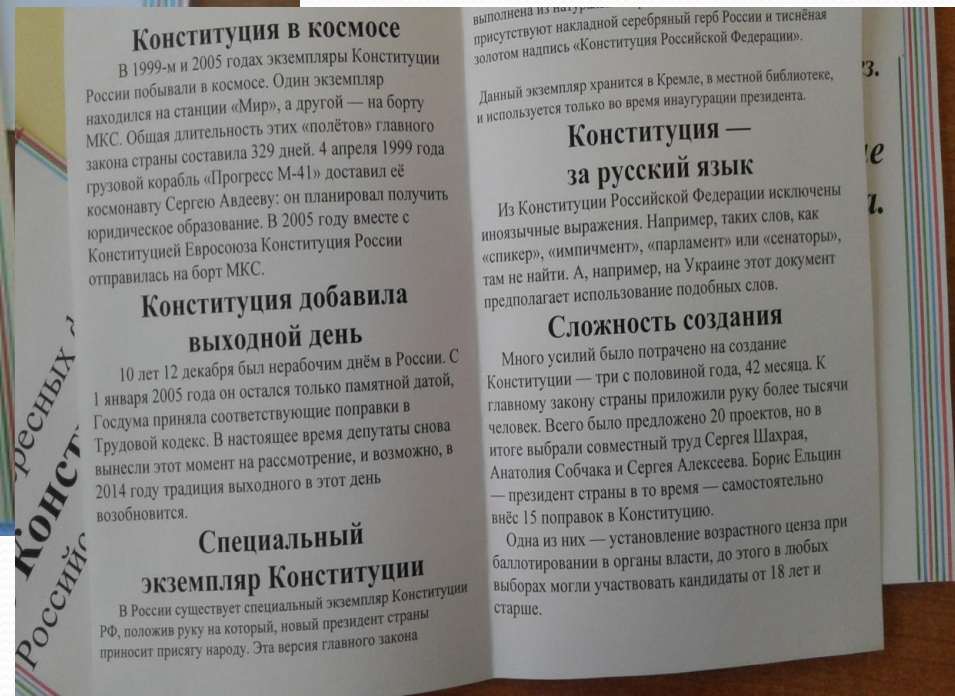 Конституция в космосе
В 1999-м и 2005 годах экземпляры Конституции
России побывали в космосе. Один экземпляр
находился на станции «Мир», а другой — на борту
МКС. Общая длительность этих «полётов» главного
закона страны составила 329 дней. 4 апреля 1999 года
грузовой корабль «Прогресс М-41» доставил её
космонавту Сергею Авдееву: он планировал получить
юридическое образование. В 2005 году вместе с
Конституцией Евросоюза Конституция России
отправилась на борт МКС.
Конституция добавила
выходной день
10 лет 12 декабря был нерабочим днём в России. С
1 января 2005 года он остался только памятной датой,
Госдума приняла соответствующие поправки в
Трудовой кодекс. В настоящее время депутаты снова
вынесли этот момент на рассмотрение, и возможно, в
2014 году традиция выходного в этот день
возобновится.
Специальный
экземпляр Конституции
В России существует специальный экземпляр Конституции
РФ, положив руку на который, новый президент страны
приносит присягу народу. Эта версия главного закона
выполнена из
присутствуют накладной серебряный герб России и тиснёная
золотом надпись «Конституция Российской Федерации».
Данный экземпляр хранится в Кремле, в местной библиотеке,
и используется только во время инаугурации президента.
Конституция —
за русский язык
Из Конституции Российской Федерации исключены
иноязычные выражения. Например, таких слов, как
«спикер», «импичмент», «парламент» или «сенаторы»,
там не найти. А, например, на Украине этот документ
предполагает использование подобных слов.
Сложность создания
Много усилий было потрачено на создание
Конституции — три с половиной года, 42 месяца. К
главному закону страны приложили руку более тысячи
человек. Всего было предложено 20 проектов, но в
итоге выбрали совместный труд Сергея Шахрая,
Анатолия Собчака и Сергея Алексеева. Борис Ельцин
— президент страны в то время — самостоятельно
внёс 15 поправок в Конституцию.
Одна из них — установление возрастного ценза при
баллотировании в органы власти, до этого в любых
выборах могли участвовать кандидаты от 18 лет и
старше.